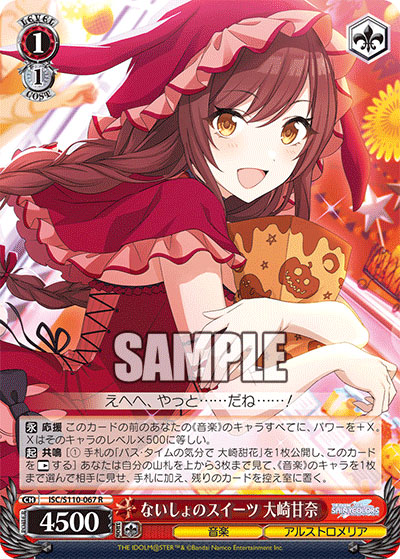 LEVEL
1
1
COST
SAMPLE
えへへ、やっと……だね……！
永 応援 このカードの前のあなたの《音楽》のキャラすべてに、パワーを＋X。
Xはそのキャラのレベル×500に等しい。
起 共鳴 ［① 手札の「バス・タイムの気分で 大崎甜花」を1枚公開し、このカード
を する］ あなたは自分の山札を上から3枚まで見て、《音楽》のキャラを1枚
まで選んで相手に見せ、手札に加え、残りのカードを控え室に置く。
CH ISC/S110-067 R
4500
ないしょのスイーツ 大崎甘奈
SHINYCOLORS
音楽 アルストロメリア
THE IDOLM@STER™& ©Bandai Namco Entertainment Inc.